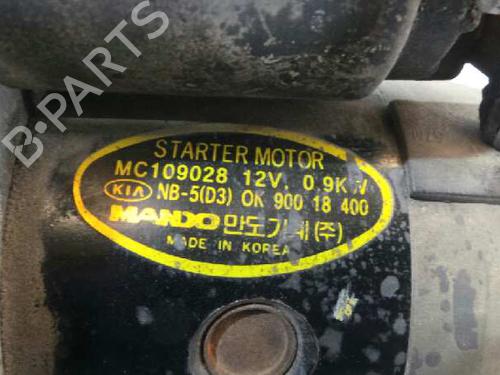 B-PARTS
STARTER MOTOR
MC109028 12V, 0.9KW
KIA NB-5(D3) OK 900 18 400
MANDO 만도기계(주)
MADE IN KOREA